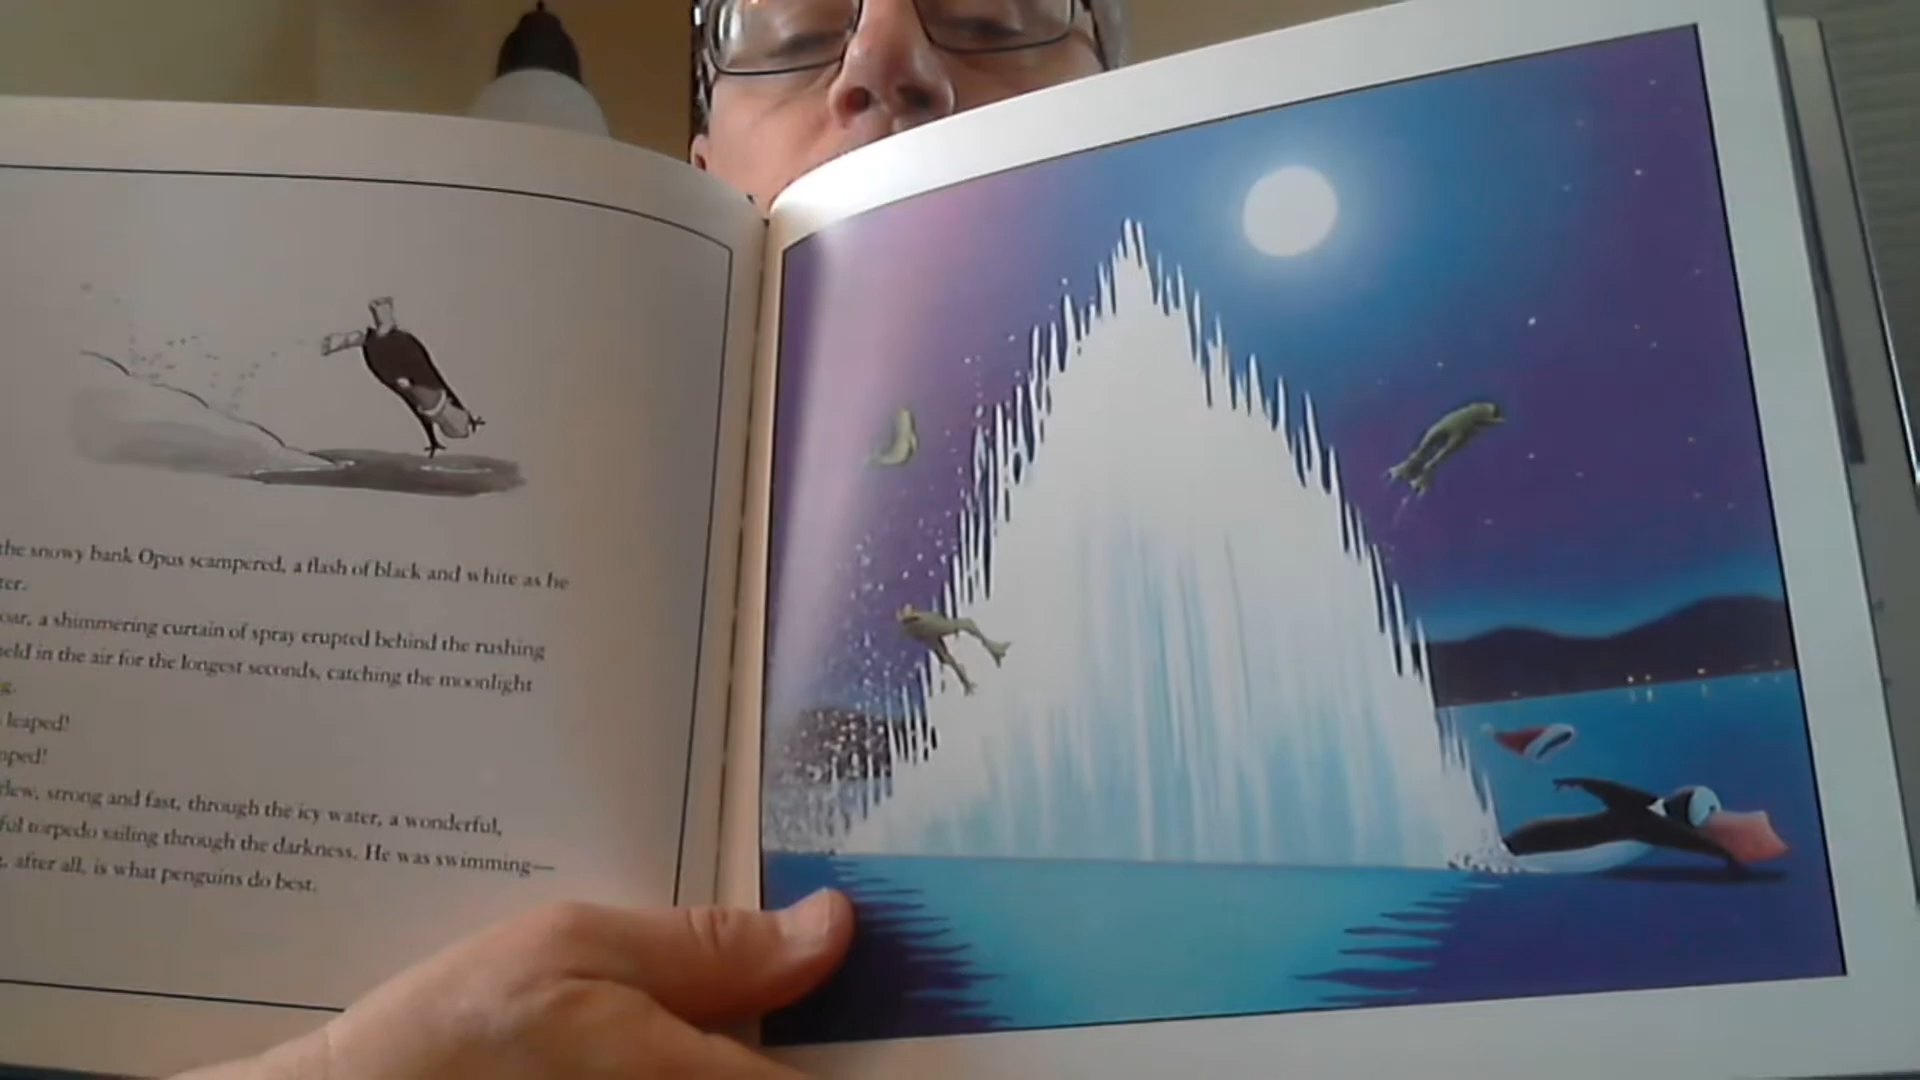 the snowy bank Opus scampered, a flash of black and white as he
ter.
oar, a shimmering curtain of spray erupted behind the rushing
eld in the air for the longest seconds, catching the moonlight
g.
leaped!
ped!
lew, strong and fast, through the icy water, a wonderful,
ful torpedo sailing through the darkness. He was swimming—
, after all, is what penguins do best.